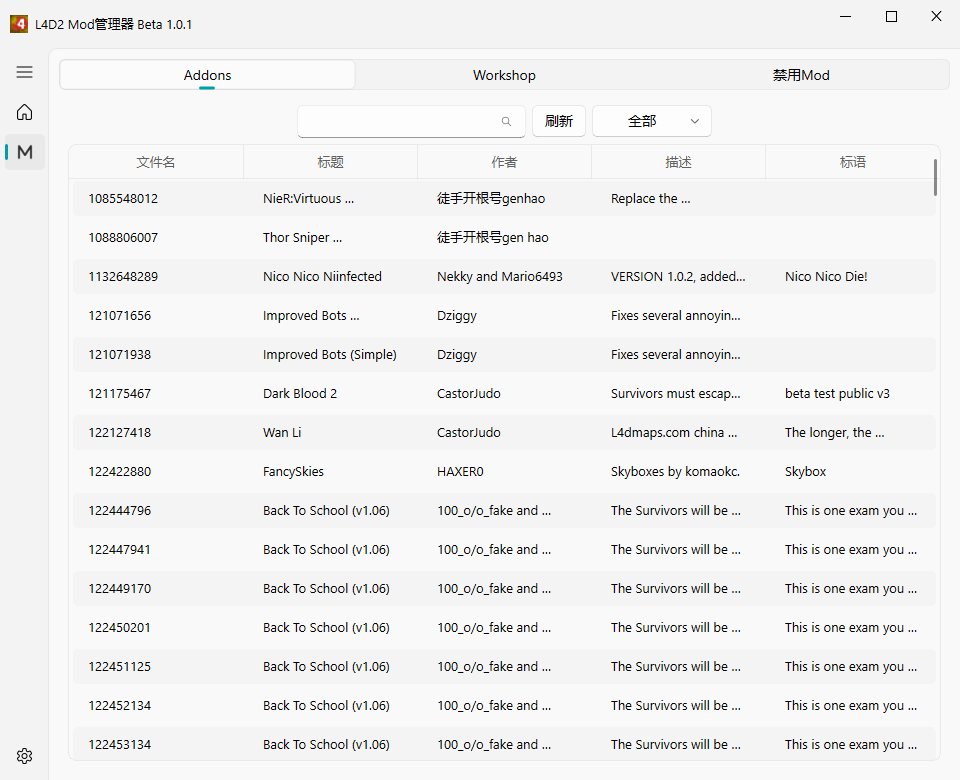 L4D2 Mod管理器 Beta 1.0.1
Addons Workshop 禁用Mod
刷新 全部
M
文件名 标题 作者 描述 标语
1085548012 NieR:Virtuous ... 徒手开根号genhao Replace the ...
1088806007 Thor Sniper ... 徒手开根号gen hao
1132648289 Nico Nico Niinfected Nekky and Mario6493 VERSION 1.0.2, added... Nico Nico Die!
121071656 Improved Bots ... Dziggy Fixes several annoyin...
121071938 Improved Bots (Simple) Dziggy Fixes several annoyin...
121175467 Dark Blood 2 CastorJudo Survivors must escap... beta test public v3
122127418 Wan Li CastorJudo L4dmaps.com china ... The longer, the ...
122422880 FancySkies HAXER0 Skyboxes by komaokc. Skybox
122444796 Back To School (v1.06) 100_o/o_fake and ... The Survivors will be ... This is one exam you ...
122447941 Back To School (v1.06) 100_o/o_fake and ... The Survivors will be ... This is one exam you ...
122449170 Back To School (v1.06) 100_o/o_fake and ... The Survivors will be ... This is one exam you ...
122450201 Back To School (v1.06) 100_o/o_fake and ... The Survivors will be ... This is one exam you ...
122451125 Back To School (v1.06) 100_o/o_fake and ... The Survivors will be ... This is one exam you ...
122452134 Back To School (v1.06) 100_o/o_fake and ... The Survivors will be ... This is one exam you ...
122453134 Back To School (v1.06) 100_o/o_fake and ... The Survivors will be ... This is one exam you ...